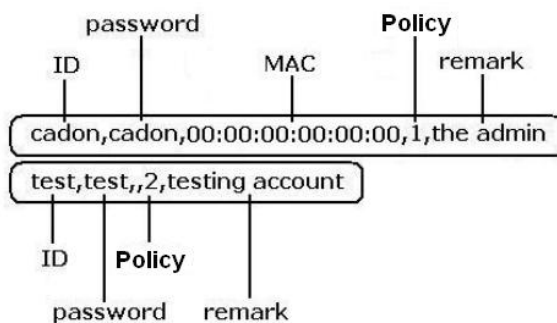 password Policy
ID MAC remark
cadon,cadon,00:00:00:00:00:00,1,the admin
test,test,,2,testing account
ID Policy
password remark